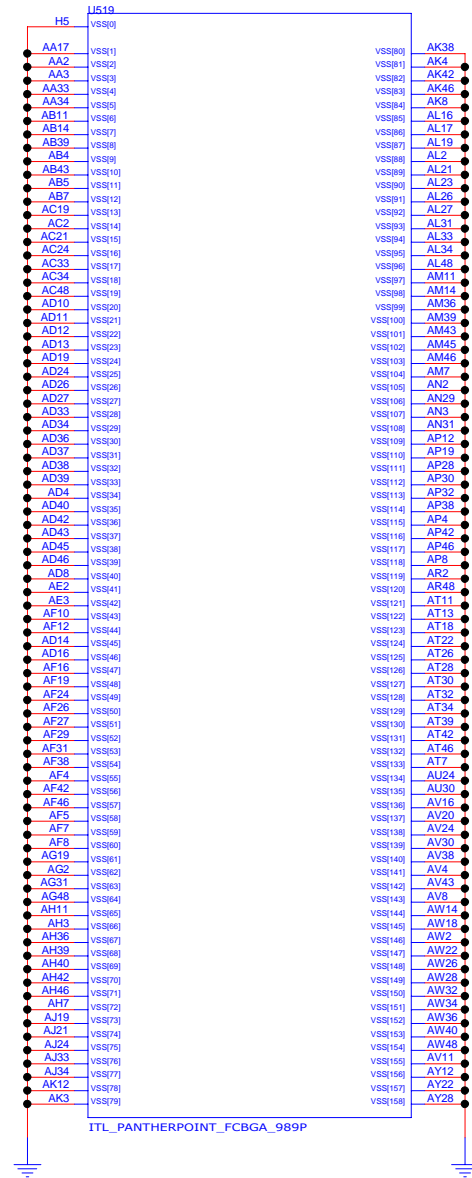 U519
H5 VSS[0]
AA17 VSS[1] VSS[80] AK38
AA2 VSS[2] VSS[81] AK4
AA3 VSS[3] VSS[82] AK42
AA33 VSS[4] VSS[83] AK46
AA34 VSS[5] VSS[84] AK8
AB11 VSS[6] VSS[85] AL16
AB14 VSS[7] VSS[86] AL17
AB39 VSS[8] VSS[87] AL19
AB4 VSS[9] VSS[88] AL2
AB43 VSS[10] VSS[89] AL21
AB5 VSS[11] VSS[90] AL23
AB7 VSS[12] VSS[91] AL26
AC19 VSS[13] VSS[92] AL27
AC2 VSS[14] VSS[93] AL31
AC21 VSS[15] VSS[94] AL33
AC24 VSS[16] VSS[95] AL34
AC33 VSS[17] VSS[96] AL48
AC34 VSS[18] VSS[97] AM11
AC48 VSS[19] VSS[98] AM14
AD10 VSS[20] VSS[99] AM36
AD11 VSS[21] VSS[100] AM39
AD12 VSS[22] VSS[101] AM43
AD13 VSS[23] VSS[102] AM45
AD19 VSS[24] VSS[103] AM46
AD24 VSS[25] VSS[104] AM7
AD26 VSS[26] VSS[105] AN2
AD27 VSS[27] VSS[106] AN29
AD33 VSS[28] VSS[107] AN3
AD34 VSS[29] VSS[108] AN31
AD36 VSS[30] VSS[109] AP12
AD37 VSS[31] VSS[110] AP19
AD38 VSS[32] VSS[111] AP28
AD39 VSS[33] VSS[112] AP30
AD4 VSS[34] VSS[113] AP32
AD40 VSS[35] VSS[114] AP38
AD42 VSS[36] VSS[115] AP4
AD43 VSS[37] VSS[116] AP42
AD45 VSS[38] VSS[117] AP46
AD46 VSS[39] VSS[118] AP8
AD8 VSS[40] VSS[119] AR2
AE2 VSS[41] VSS[120] AR48
AE3 VSS[42] VSS[121] AT11
AF10 VSS[43] VSS[122] AT13
AF12 VSS[44] VSS[123] AT18
AD14 VSS[45] VSS[124] AT22
AD16 VSS[46] VSS[125] AT26
AF16 VSS[47] VSS[126] AT28
AF19 VSS[48] VSS[127] AT30
AF24 VSS[49] VSS[128] AT32
AF26 VSS[50] VSS[129] AT34
AF27 VSS[51] VSS[130] AT39
AF29 VSS[52] VSS[131] AT42
AF31 VSS[53] VSS[132] AT46
AF38 VSS[54] VSS[133] AT7
AF4 VSS[55] VSS[134] AU24
AF42 VSS[56] VSS[135] AU30
AF46 VSS[57] VSS[136] AV16
AF5 VSS[58] VSS[137] AV20
AF7 VSS[59] VSS[138] AV24
AF8 VSS[60] VSS[139] AV30
AG19 VSS[61] VSS[140] AV38
AG2 VSS[62] VSS[141] AV4
AG31 VSS[63] VSS[142] AV43
AG48 VSS[64] VSS[143] AV8
AH11 VSS[65] VSS[144] AW14
AH3 VSS[66] VSS[145] AW18
AH36 VSS[67] VSS[146] AW2
AH39 VSS[68] VSS[147] AW22
AH40 VSS[69] VSS[148] AW26
AH42 VSS[70] VSS[149] AW28
AH46 VSS[71] VSS[150] AW32
AH7 VSS[72] VSS[151] AW34
AJ19 VSS[73] VSS[152] AW36
AJ21 VSS[74] VSS[153] AW40
AJ24 VSS[75] VSS[154] AW48
AJ33 VSS[76] VSS[155] AV11
AJ34 VSS[77] VSS[156] AY12
AK12 VSS[78] VSS[157] AY22
AK3 VSS[79] VSS[158] AY28
ITL_PANTHERPOINT_FCBGA_989P